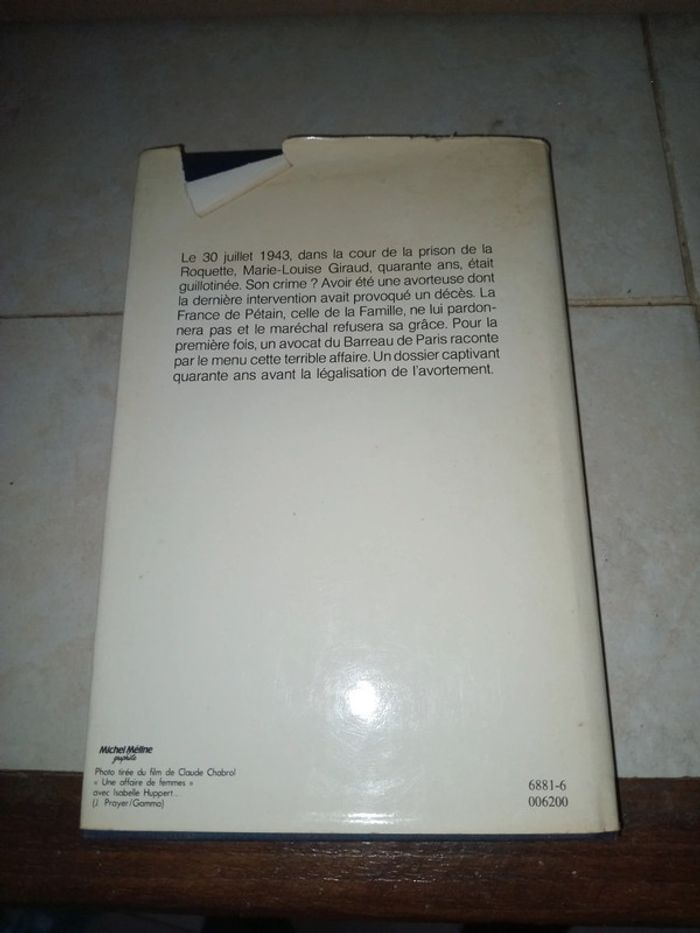 Le 30 juillet 1943, dans la cour de la prison de la
Roquette, Marie-Louise Giraud, quarante ans, était
guillotinée. Son crime ? Avoir été une avorteuse dont
la dernière intervention avait provoqué un décès. La
France de Pétain, celle de la Famille, ne lui pardon-
nera pas et le maréchal refusera sa grâce. Pour la
première fois, un avocat du Barreau de Paris raconte
par le menu cette terrible affaire. Un dossier captivant
quarante ans avant la légalisation de l'avortement.
Michel Méline
graphiste
Photo tirée du film de Claude Chabrol
« Une affaire de femmes »
avec Isabelle Huppert...
(J. Prayer/Gamma)
6881-6
006200